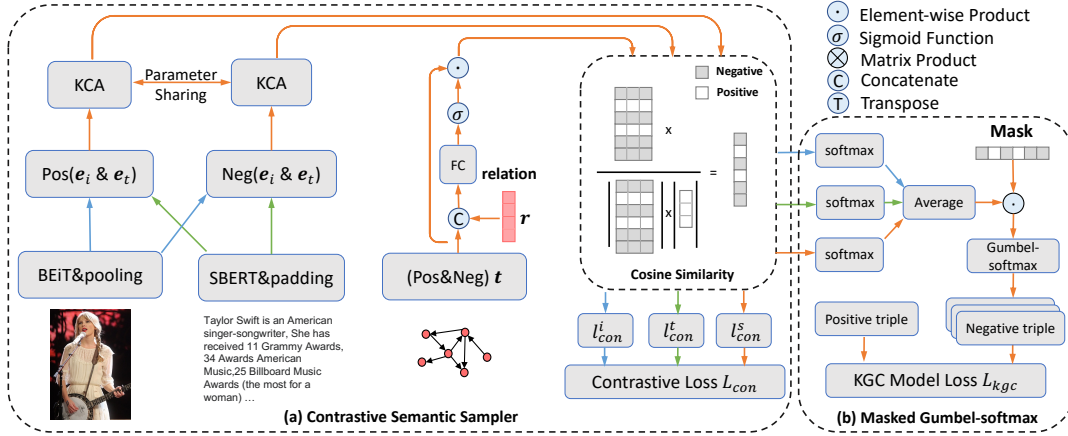 KCA
Parameter
Sharing
KCA
Pos(e_i & e_t)
Neg(e_i & e_t)
BEiT&pooling
SBERT&padding
Taylor Swift is an American
singer-songwriter, She has
received 11 Grammy Awards,
34 Awards American
Music,25 Billboard Music
Awards (the most for a
woman) …
σ
FC
relation
C
r
(Pos&Neg) t
Negative
Positive
x
x
=
Cosine Similarity
l^i_con
l^t_con
l^s_con
Contrastive Loss L_con
(a) Contrastive Semantic Sampler
Element-wise Product
σ Sigmoid Function
Matrix Product
C Concatenate
T Transpose
softmax
softmax
softmax
Average
Mask
Gumbel-
softmax
Positive triple
Negative triple
KGC Model Loss L_kgc
(b) Masked Gumbel-softmax